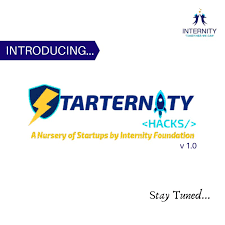 INTERNITY
INTRODUCING...
STARTERNITY
<HACKS/>
A Nursery of Startups by Internity Foundation
v 1.0
Stay Tuned...